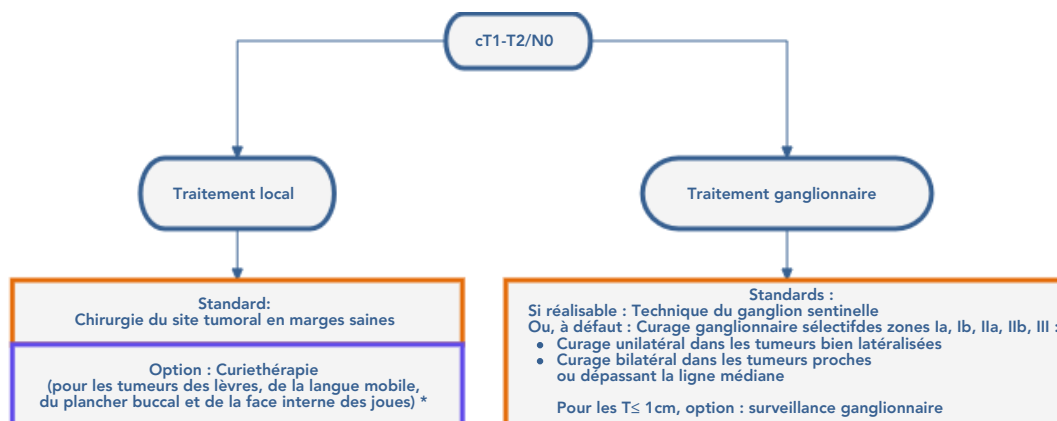 cT1-T2/N0
Traitement local
Traitement ganglionnaire
Standard:
Chirurgie du site tumoral en marges saines
Option : Curiethérapie
(pour les tumeurs des lèvres, de la langue mobile,
du plancher buccal et de la face interne des joues) *
Standards :
Si réalisable : Technique du ganglion sentinelle
Ou, à défaut : Curage ganglionnaire sélectifdes zones Ia, Ib, IIa, IIb, III :
• Curage unilatéral dans les tumeurs bien latéralisées
• Curage bilatéral dans les tumeurs proches
ou dépassant la ligne médiane
Pour les T≤ 1cm, option : surveillance ganglionnaire